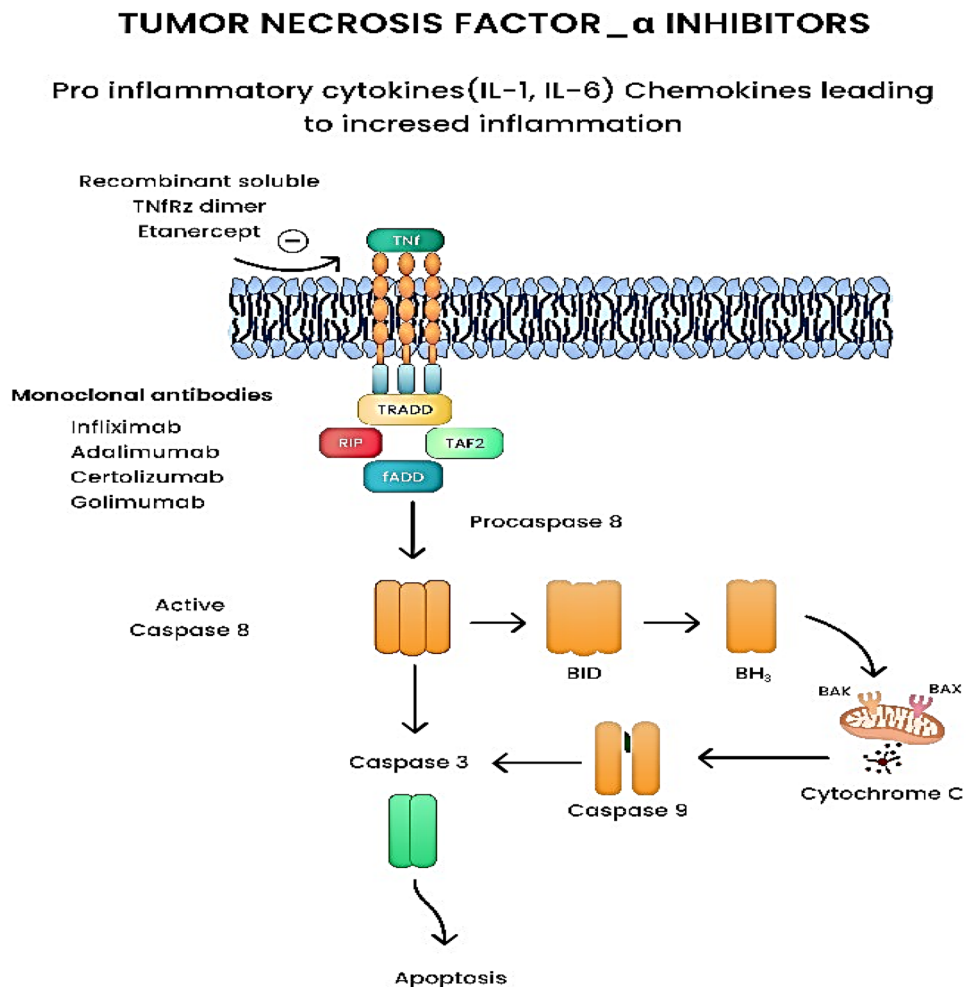 TUMOR NECROSIS FACTOR_α INHIBITORS
Pro inflammatory cytokines(IL-1, IL-6) Chemokines leading
to incresed inflammation
Recombinant soluble
TNfRz dimer
Etanercept
TNf
Monoclonal antibodies
Infliximab
Adalimumab
Certolizumab
Golimumab
TRADD
RIP
TAF2
fADD
Procaspase 8
Active
Caspase 8
BID
BH₃
BAK
BAX
Caspase 3
Caspase 9
Cytochrome C
Apoptosis